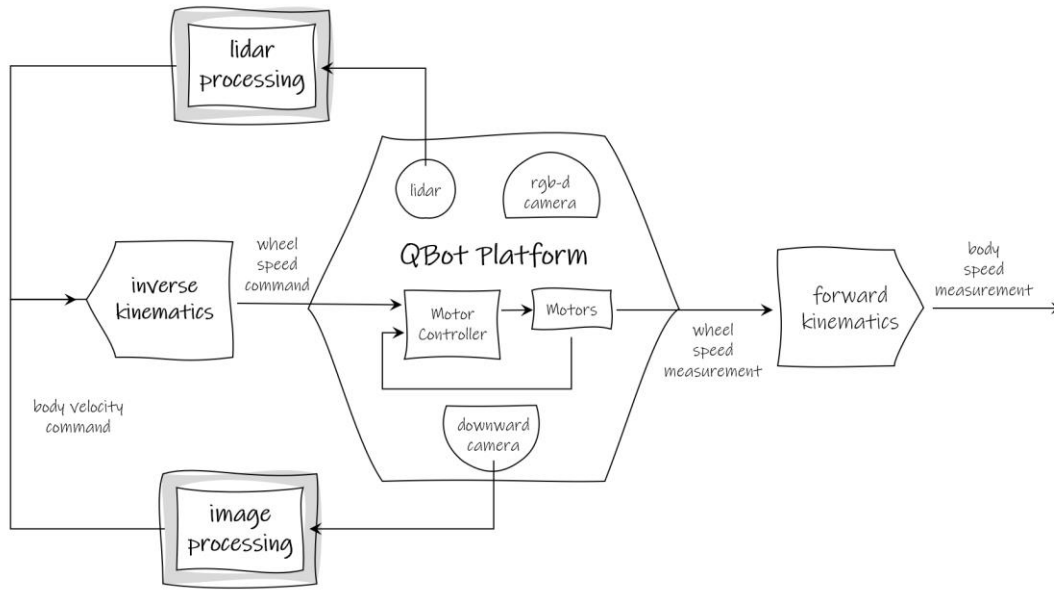 lidar
processing
lidar
rgb-d
camera
QBot Platform
inverse
kinematics
wheel
speed
command
Motor
Controller
Motors
wheel
speed
measurement
forward
kinematics
body
speed
measurement
body velocity
command
downward
camera
image
processing